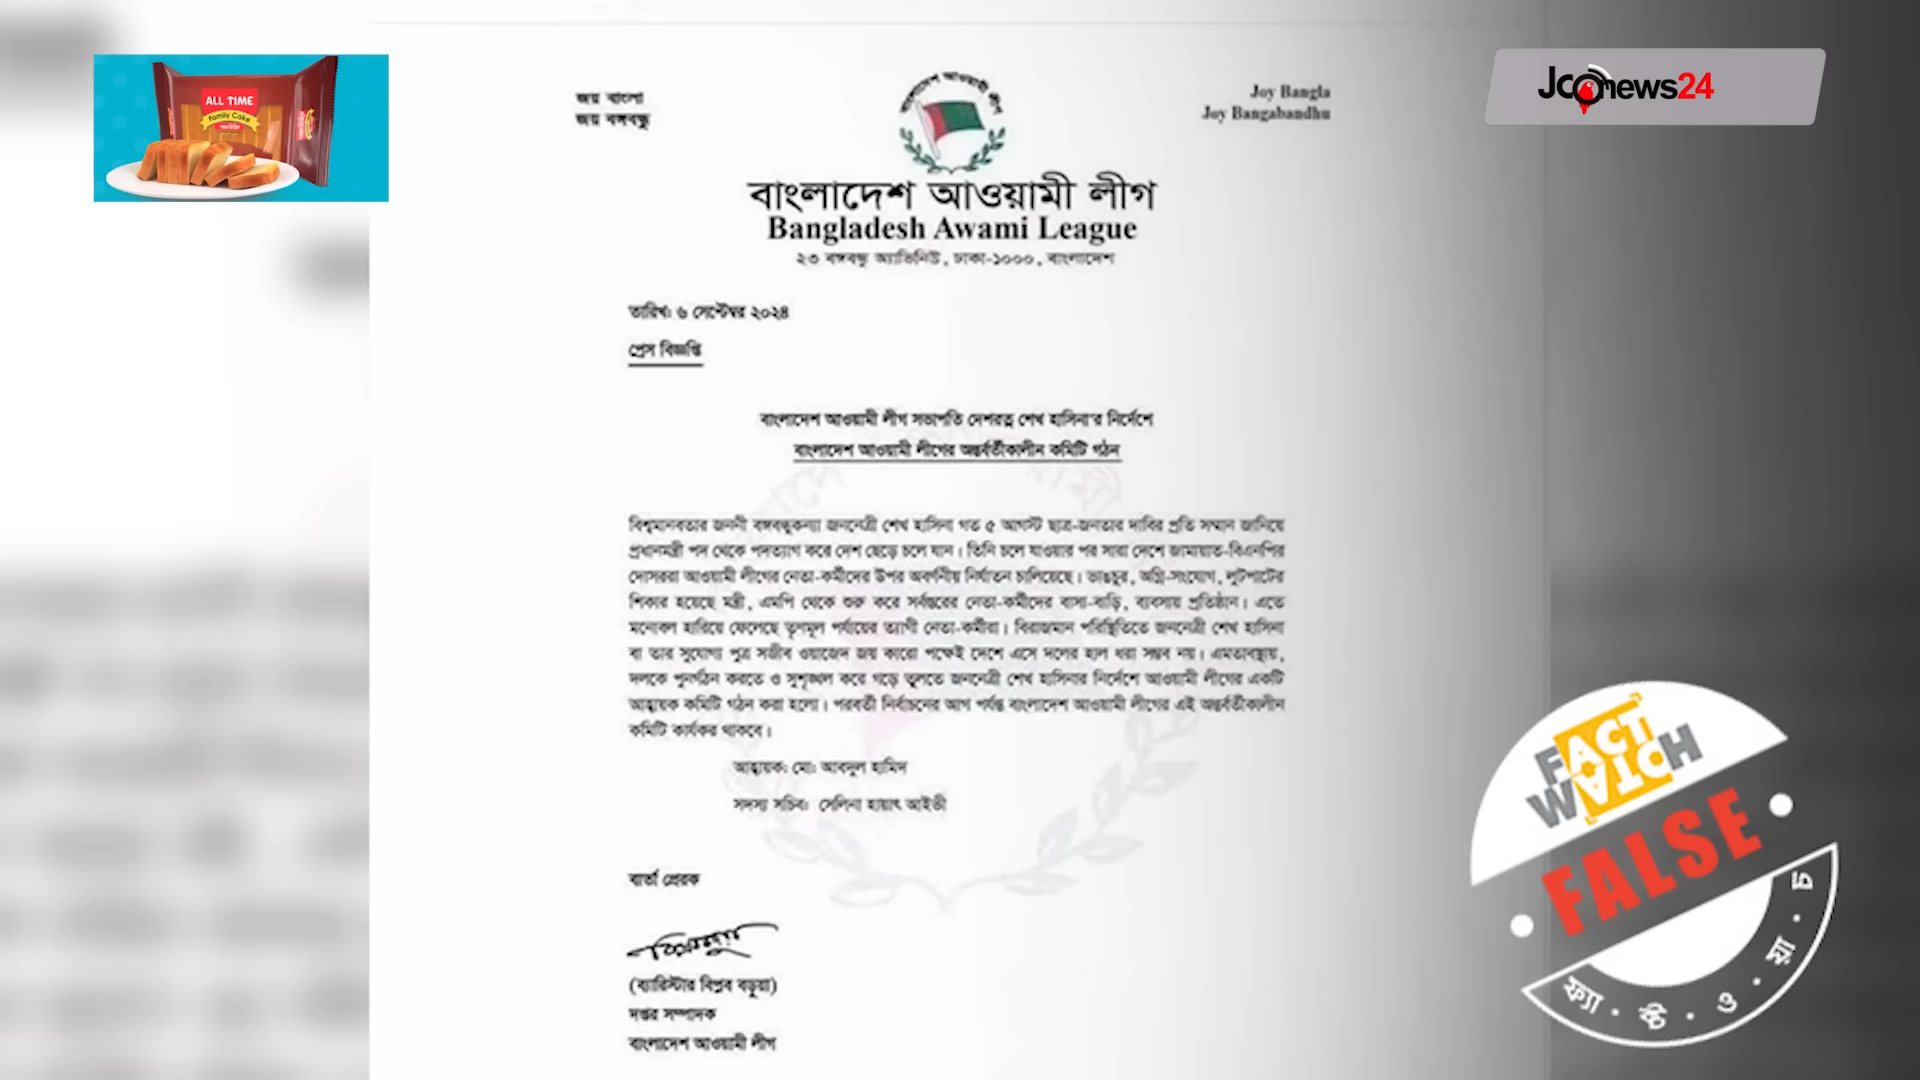 ALL TIME
Family Cake
জয় বাংলা
জয় বঙ্গবন্ধু
বাংলাদেশ আওয়ামী লীগ
Joy Bangla
Joy Bangabandhu
Jconews24
বাংলাদেশ আওয়ামী লীগ
Bangladesh Awami League
২৩ বঙ্গবন্ধু অ্যাভিনিউ, ঢাকা-১০০০, বাংলাদেশ
তারিখ: ৬ সেপ্টেম্বর ২০২৪
প্রেস বিজ্ঞপ্তি
বাংলাদেশ আওয়ামী লীগ সভাপতি দেশরত্ন শেখ হাসিনা'র নির্দেশে
বাংলাদেশ আওয়ামী লীগের অন্তর্বর্তীকালীন কমিটি গঠন
বিশ্বমানবতার জননী বঙ্গবন্ধুকন্যা জননেত্রী শেখ হাসিনা গত ৫ আগস্ট ছাত্র-জনতার দাবির প্রতি সম্মান জানিয়ে
প্রধানমন্ত্রী পদ থেকে পদত্যাগ করে দেশ ছেড়ে চলে যান। তিনি চলে যাওয়ার পর সারা দেশে জামায়াত-বিএনপির
দোসররা আওয়ামী লীগের নেতা-কর্মীদের উপর অবর্ণনীয় নির্যাতন চালিয়েছে। ভাঙচুর, অগ্নি-সংযোগ, লুটপাটের
শিকার হয়েছে মন্ত্রী, এমপি থেকে শুরু করে সর্বস্তরের নেতা-কর্মীদের বাসা-বাড়ি, ব্যবসায় প্রতিষ্ঠান। এতে
মনোবল হারিয়ে ফেলেছে তৃণমূল পর্যায়ের ত্যাগী নেতা-কর্মীরা। বিরাজমান পরিস্থিতিতে জননেত্রী শেখ হাসিনা
বা তার সুযোগ্য পুত্র সজীব ওয়াজেদ জয় কারো পক্ষেই দেশে এসে দলের হাল ধরা সম্ভব নয়। এমতাবস্থায়,
দলকে পুনর্গঠন করতে ও সুশৃঙ্খল করে গড়ে তুলতে জননেত্রী শেখ হাসিনার নির্দেশে আওয়ামী লীগের একটি
আহ্বায়ক কমিটি গঠন করা হলো। পরবর্তী নির্বাচনের আগ পর্যন্ত বাংলাদেশ আওয়ামী লীগের এই অন্তর্বর্তীকালীন
কমিটি কার্যকর থাকবে।
আহ্বায়ক: মো: আবদুল হামিদ
সদস্য সচিব: সেলিনা হায়াৎ আইভী
বার্তা প্রেরক
(ব্যারিস্টার বিপ্লব বড়ুয়া)
দপ্তর সম্পাদক
বাংলাদেশ আওয়ামী লীগ
FACT
WATCH
FALSE
ফ্যা · ক্ট · ও · য়া · চ